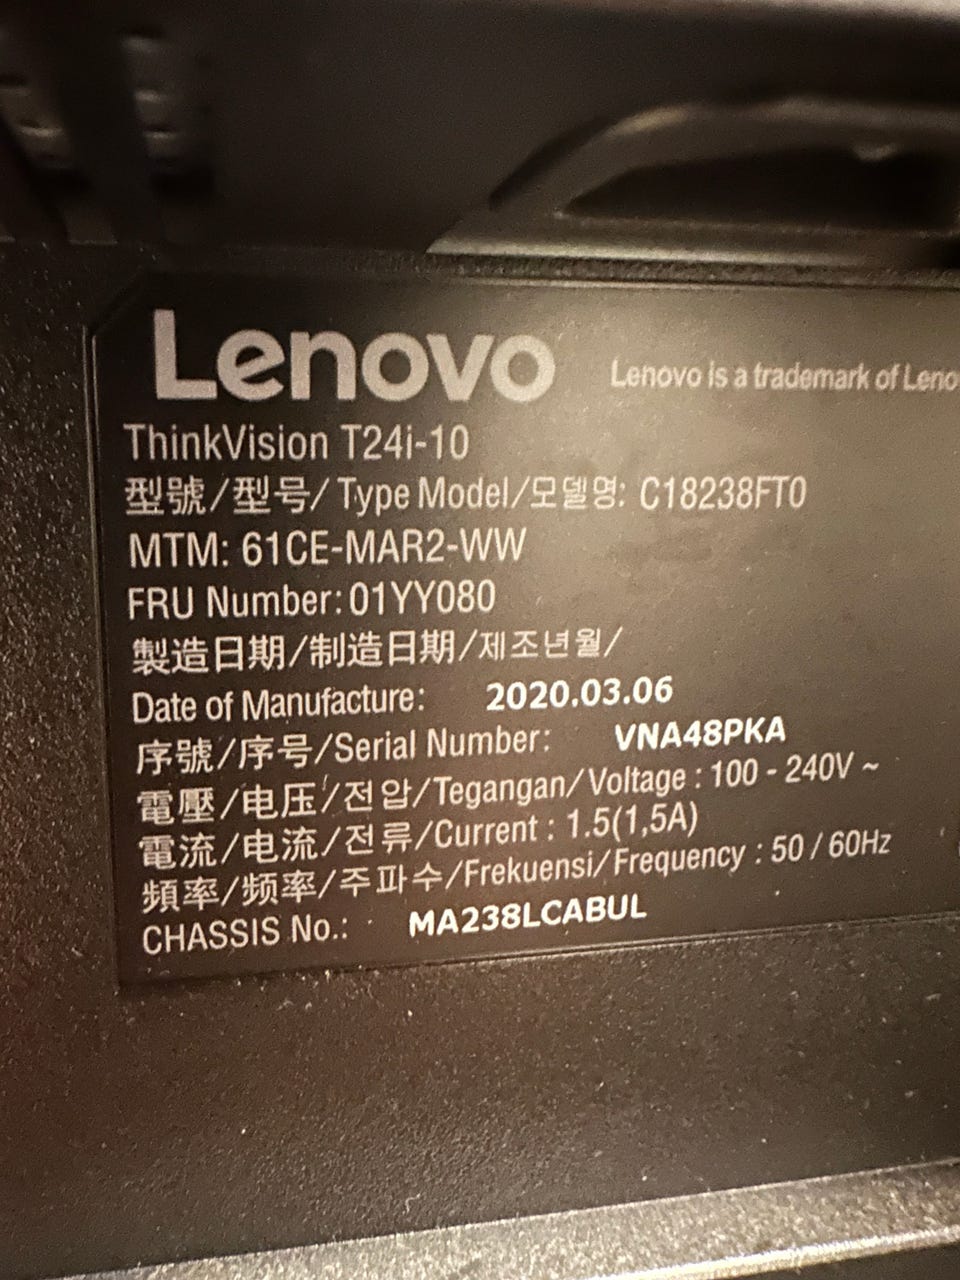 Lenovo
Lenovo is a trademark of Leno
ThinkVision T24i-10
型號/型号/Type Model/모델명: C18238FT0
MTM: 61CE-MAR2-WW
FRU Number: 01YY080
製造日期/制造日期/제조년월/
Date of Manufacture: 2020.03.06
序號/序号/Serial Number: VNA48PKA
電壓/电压/전압/Tegangan/Voltage : 100 - 240V ~
電流/电流/전류/Current : 1.5(1,5A)
頻率/频率/주파수/Frekuensi/Frequency : 50 / 60Hz
CHASSIS No.: MA238LCABUL